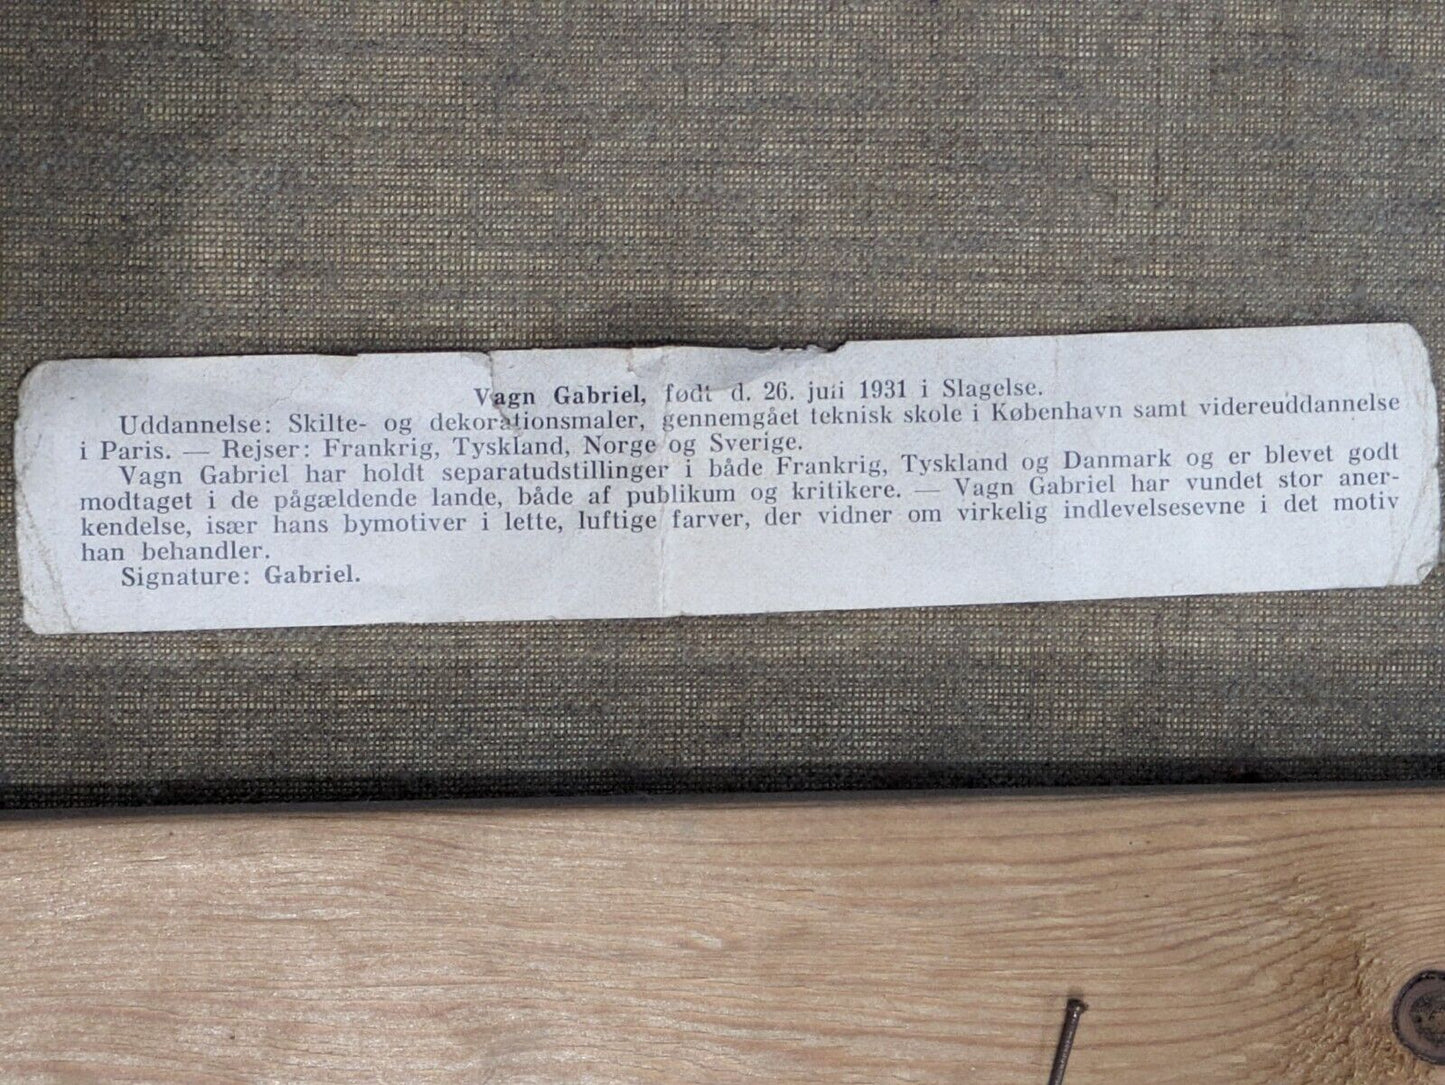 Vagn Gabriel, født d. 26. juli 1931 i Slagelse.
Uddannelse: Skilte- og dekorationsmaler, gennemgået teknisk skole i København samt videreuddannelse
i Paris. — Rejser: Frankrig, Tyskland, Norge og Sverige.
Vagn Gabriel har holdt separatudstillinger i både Frankrig, Tyskland og Danmark og er blevet godt
modtaget i de pågældende lande, både af publikum og kritikere. — Vagn Gabriel har vundet stor aner-
kendelse, især hans bymotiver i lette, luftige farver, der vidner om virkelig indlevelsesevne i det motiv
han behandler.
Signature: Gabriel.